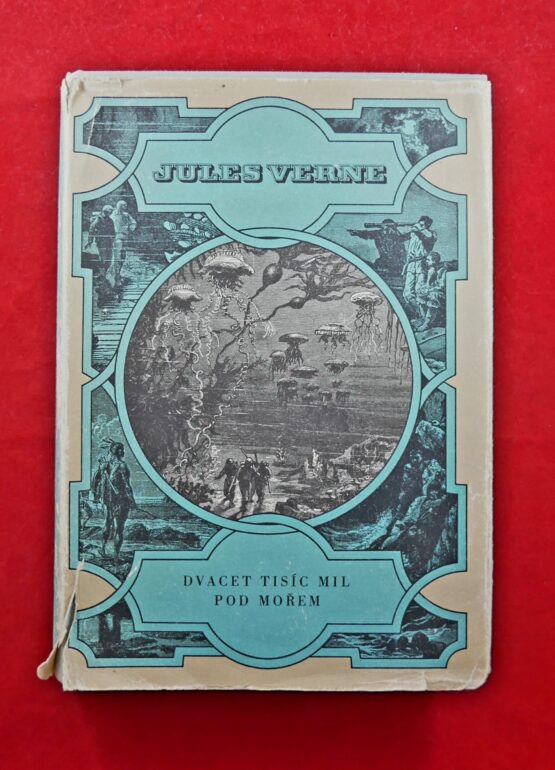 JULES VERNE
DVACET TISÍC MIL
POD MOŘEM